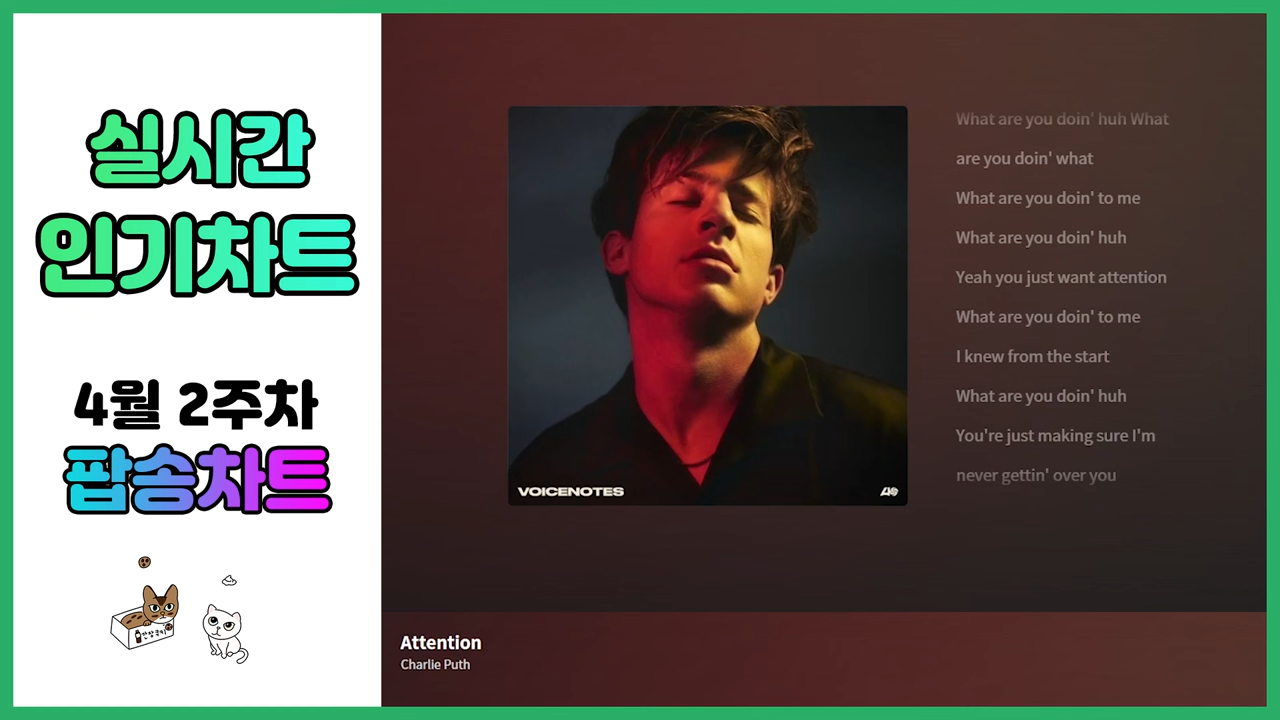 실시간
인기차트
4월 2주차
팝송차트
What are you doin' huh What
are you doin' what
What are you doin' to me
What are you doin' huh
Yeah you just want attention
What are you doin' to me
I knew from the start
What are you doin' huh
You're just making sure I'm
never gettin' over you
VOICENOTES
Attention
Charlie Puth